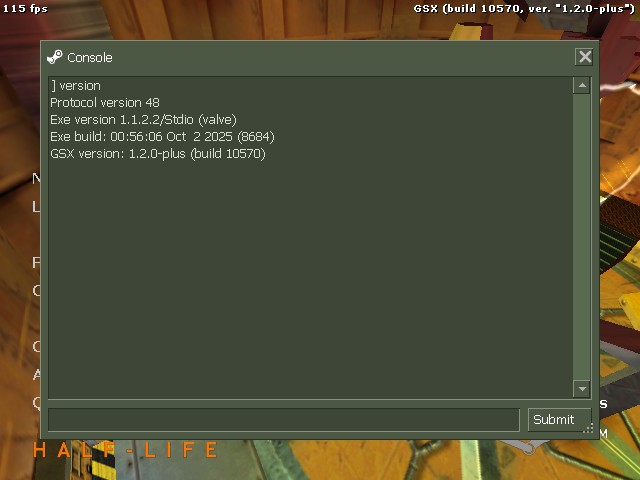 115 fps
GSX (build 10570, ver. "1.2.0-plus")
Console
] version
Protocol version 48
Exe version 1.1.2.2/Stdio (valve)
Exe build: 00:56:06 Oct  2 2025 (8684)
GSX version: 1.2.0-plus (build 10570)
Submit
HALF-LIFE